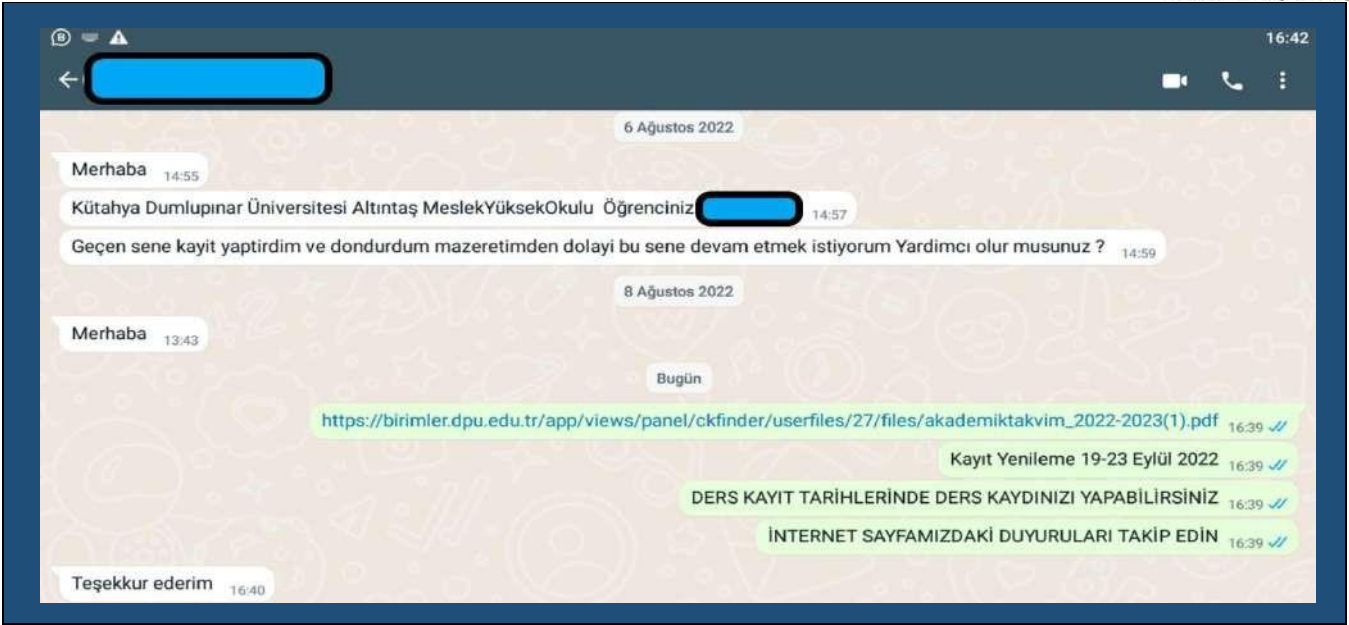 16:42
6 Ağustos 2022
Merhaba 14:55
Kütahya Dumlupınar Üniversitesi Altıntaş MeslekYüksekOkulu Öğrenciniz 14:57
Geçen sene kayit yaptirdim ve dondurdum mazeretimden dolayi bu sene devam etmek istiyorum Yardimcı olur musunuz ? 14:59
8 Ağustos 2022
Merhaba 13:43
Bugün
https://birimler.dpu.edu.tr/app/views/panel/ckfinder/userfiles/27/files/akademiktakvim_2022-2023(1).pdf 16:39
Kayıt Yenileme 19-23 Eylül 2022 16:39
DERS KAYIT TARİHLERİNDE DERS KAYDINIZI YAPABİLİRSİNİZ 16:39
İNTERNET SAYFAMIZDAKİ DUYURULARI TAKİP EDİN 16:39
Teşekkur ederim 16:40